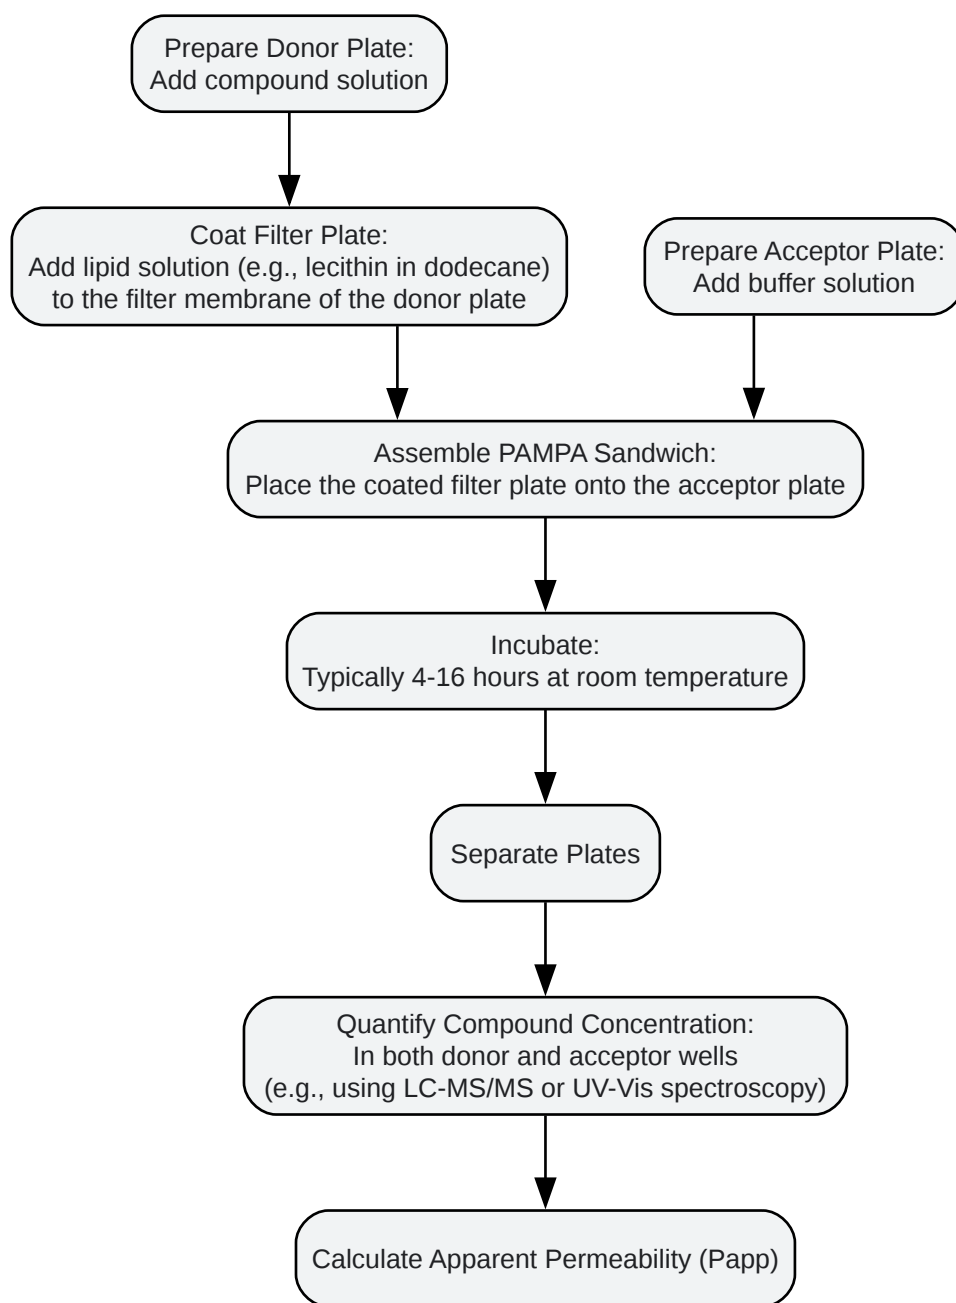 Prepare Donor Plate:
Add compound solution
Coat Filter Plate:
Add lipid solution (e.g., lecithin in dodecane)
to the filter membrane of the donor plate
Prepare Acceptor Plate:
Add buffer solution
Assemble PAMPA Sandwich:
Place the coated filter plate onto the acceptor plate
Incubate:
Typically 4-16 hours at room temperature
Separate Plates
Quantify Compound Concentration:
In both donor and acceptor wells
(e.g., using LC-MS/MS or UV-Vis spectroscopy)
Calculate Apparent Permeability (Papp)